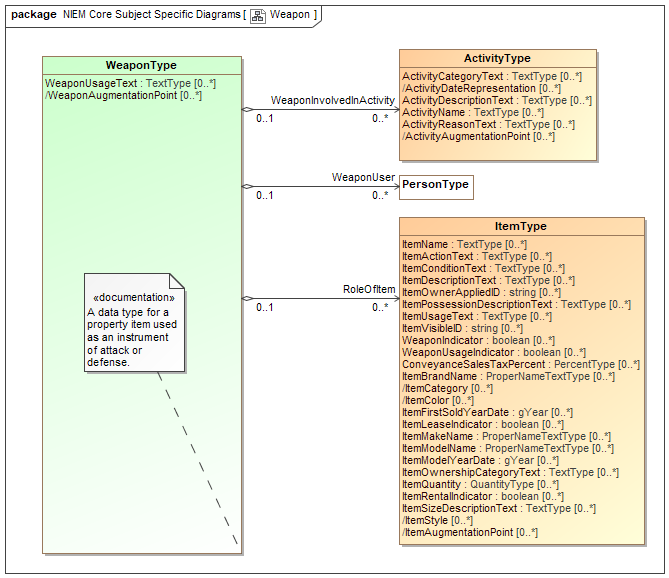 package NIEM Core Subject Specific Diagrams [ Weapon ]
WeaponType
WeaponUsageText : TextType [0..*]
/WeaponAugmentationPoint [0..*]
«documentation»
A data type for a
property item used
as an instrument
of attack or
defense.
WeaponInvolvedInActivity
0..1 0..*
WeaponUser
0..1 0..*
RoleOfItem
0..1 0..*
ActivityType
ActivityCategoryText : TextType [0..*]
/ActivityDateRepresentation [0..*]
ActivityDescriptionText : TextType [0..*]
ActivityName : TextType [0..*]
ActivityReasonText : TextType [0..*]
/ActivityAugmentationPoint [0..*]
PersonType
ItemType
ItemName : TextType [0..*]
ItemActionText : TextType [0..*]
ItemConditionText : TextType [0..*]
ItemDescriptionText : TextType [0..*]
ItemOwnerAppliedID : string [0..*]
ItemPossessionDescriptionText : TextType [0..*]
ItemUsageText : TextType [0..*]
ItemVisibleID : string [0..*]
WeaponIndicator : boolean [0..*]
WeaponUsageIndicator : boolean [0..*]
ConveyanceSalesTaxPercent : PercentType [0..*]
ItemBrandName : ProperNameTextType [0..*]
/ItemCategory [0..*]
/ItemColor [0..*]
ItemFirstSoldYearDate : gYear [0..*]
ItemLeaseIndicator : boolean [0..*]
ItemMakeName : ProperNameTextType [0..*]
ItemModelName : ProperNameTextType [0..*]
ItemModelYearDate : gYear [0..*]
ItemOwnershipCategoryText : TextType [0..*]
ItemQuantity : QuantityType [0..*]
ItemRentalIndicator : boolean [0..*]
ItemSizeDescriptionText : TextType [0..*]
/ItemStyle [0..*]
/ItemAugmentationPoint [0..*]